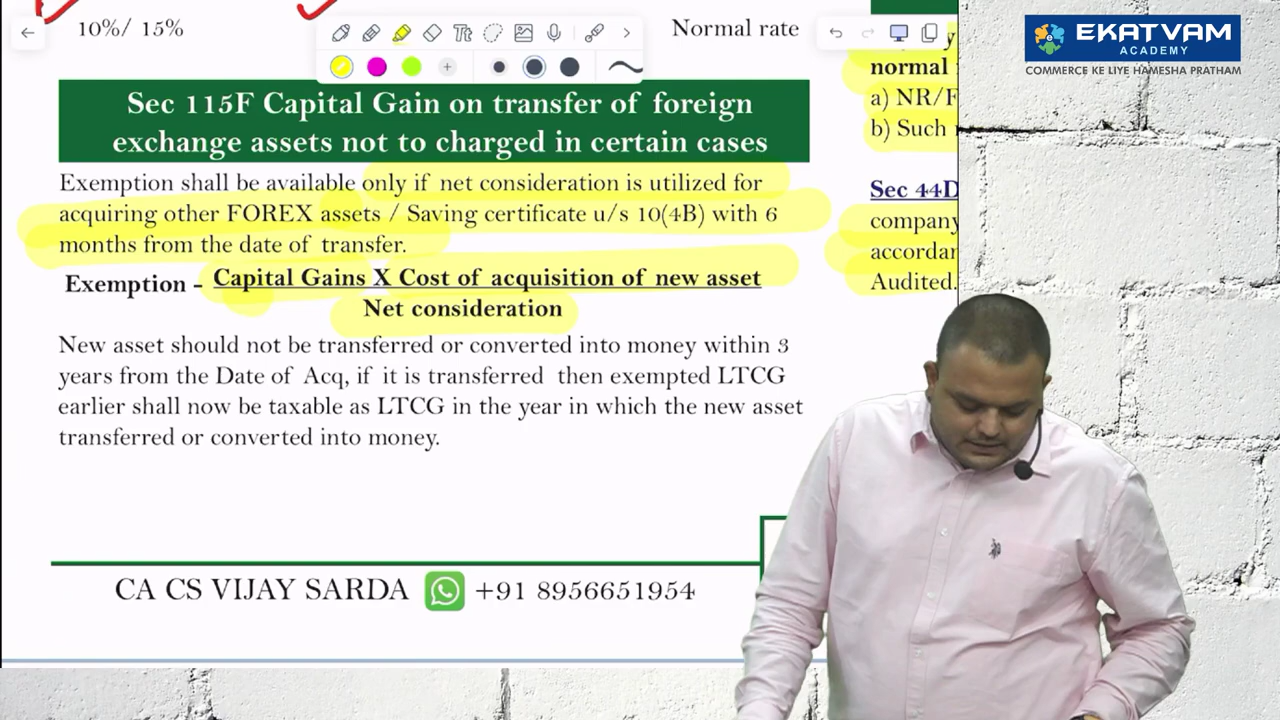 10%/ 15%
Normal rate
Tt
EKATVAM
ACADEMY
COMMERCE KE LIYE HAMESHA PRATHAM
Sec 115F Capital Gain on transfer of foreign
exchange assets not to charged in certain cases
Exemption shall be available only if net consideration is utilized for
acquiring other FOREX assets / Saving certificate u/s 10(4B) with 6
months from the date of transfer.
Exemption – Capital Gains X Cost of acquisition of new asset
Net consideration
New asset should not be transferred or converted into money within 3
years from the Date of Acq, if it is transferred then exempted LTCG
earlier shall now be taxable as LTCG in the year in which the new asset
transferred or converted into money.
CA CS VIJAY SARDA +91 8956651954
normal
a) NR/F
b) Such
Sec 44D
company
accordan
Audited.